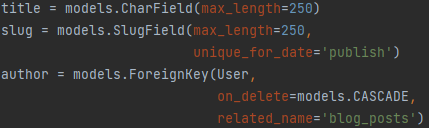 title = models.CharField(max_length=250)
slug = models.SlugField(max_length=250,
                        unique_for_date='publish')
author = models.ForeignKey(User,
                           on_delete=models.CASCADE,
                           related_name='blog_posts')